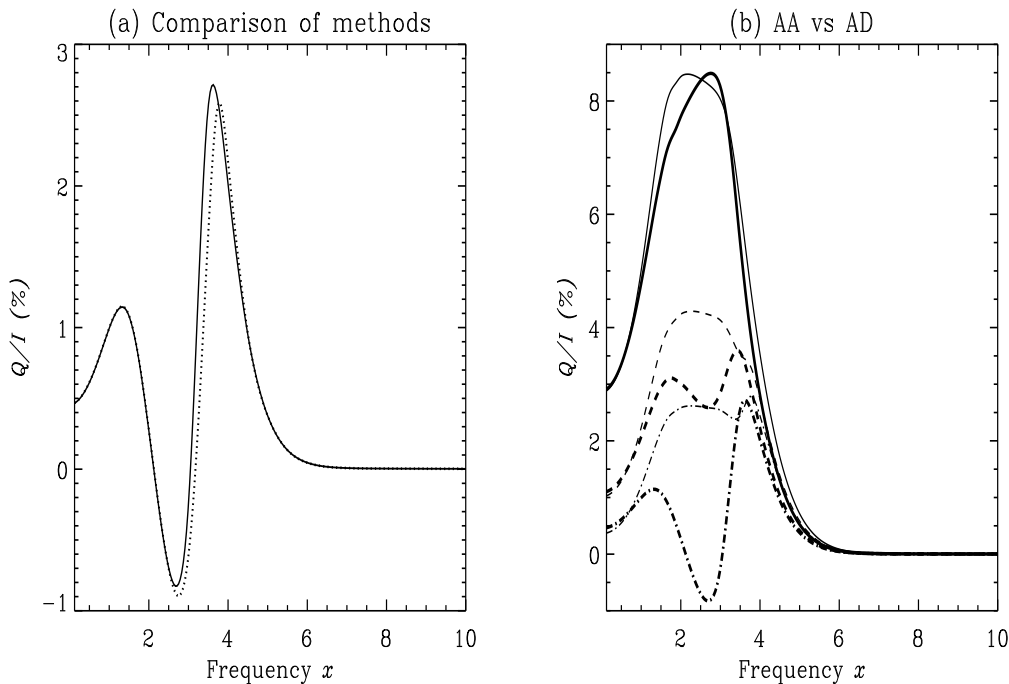 (a) Comparison of methods
3
2
1
0
−1
Q/I (%)
2 4 6 8 10
Frequency x
(b) AA vs AD
8
6
4
2
0
Q/I (%)
2 4 6 8 10
Frequency x